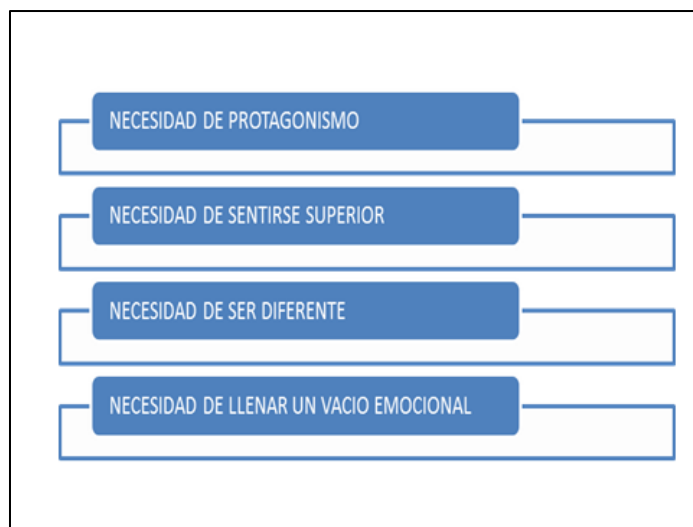 NECESIDAD DE PROTAGONISMO
NECESIDAD DE SENTIRSE SUPERIOR
NECESIDAD DE SER DIFERENTE
NECESIDAD DE LLENAR UN VACIO EMOCIONAL